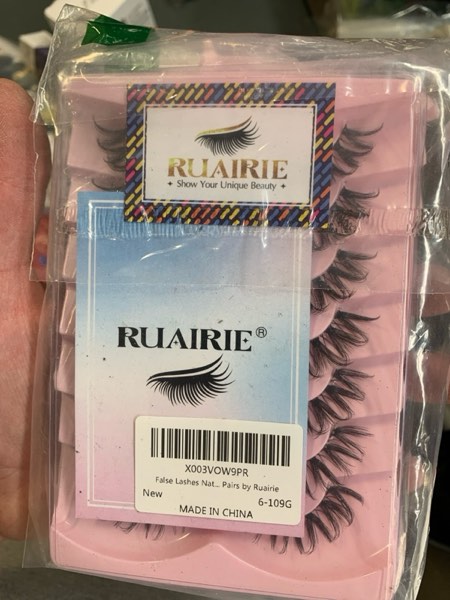 RUAIRIE
✦ Show Your Unique Beauty ✦
RUAIRIE®
X003VOW9PR
False Lashes Nat... Pairs by Ruairie
New
6-109G
MADE IN CHINA